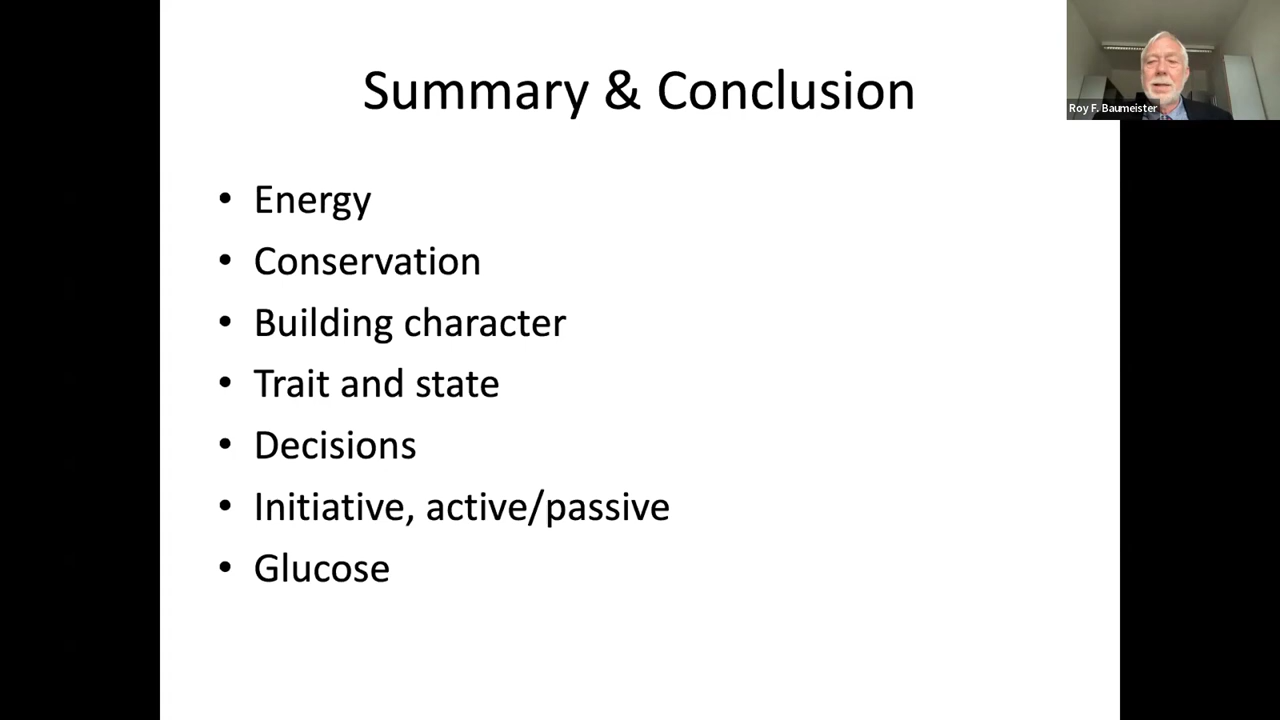 Summary & Conclusion
Roy F. Baumeister
• Energy
• Conservation
• Building character
• Trait and state
• Decisions
• Initiative, active/passive
• Glucose